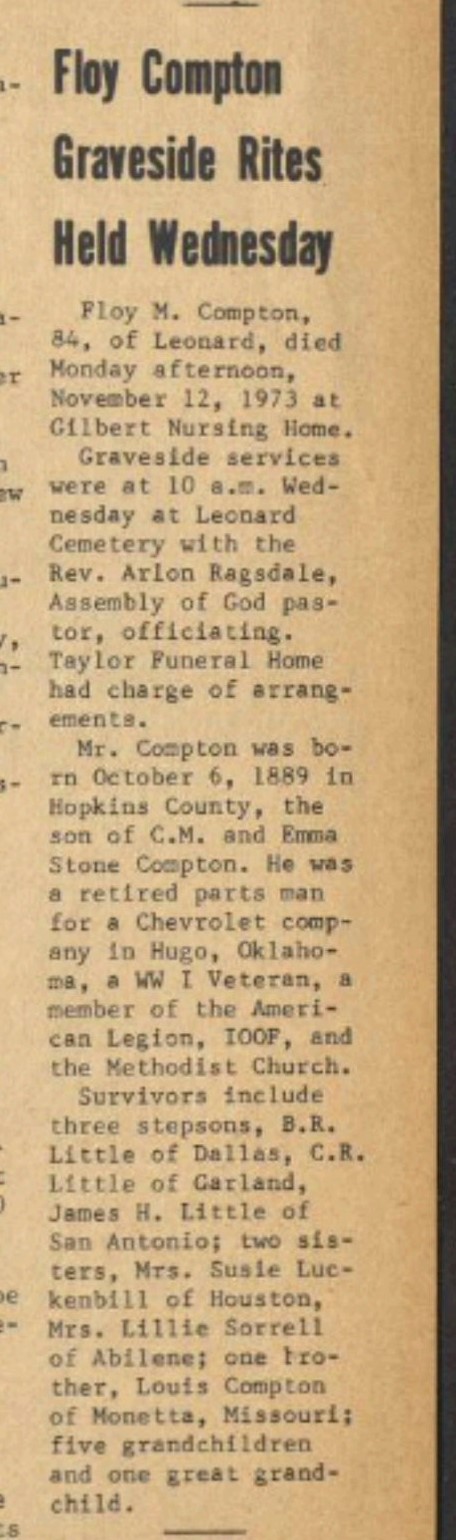 Floy Compton
Graveside Rites
Held Wednesday
Floy M. Compton,
84, of Leonard, died
Monday afternoon,
November 12, 1973 at
Gilbert Nursing Home.
Graveside services
were at 10 a.m. Wed-
nesday at Leonard
Cemetery with the
Rev. Arlon Ragsdale,
Assembly of God pas-
tor, officiating.
Taylor Funeral Home
had charge of arrang-
ements.
Mr. Compton was bo-
rn October 6, 1889 in
Hopkins County, the
son of C.M. and Emma
Stone Compton. He was
a retired parts man
for a Chevrolet comp-
any in Hugo, Oklaho-
ma, a WW I Veteran, a
member of the Ameri-
can Legion, IOOF, and
the Methodist Church.
Survivors include
three stepsons, B.R.
Little of Dallas, C.R.
Little of Garland,
James H. Little of
San Antonio; two sis-
ters, Mrs. Susie Luc-
kenbill of Houston,
Mrs. Lillie Sorrell
of Abilene; one bro-
ther, Louis Compton
of Monetta, Missouri;
five grandchildren
and one great grand-
child.